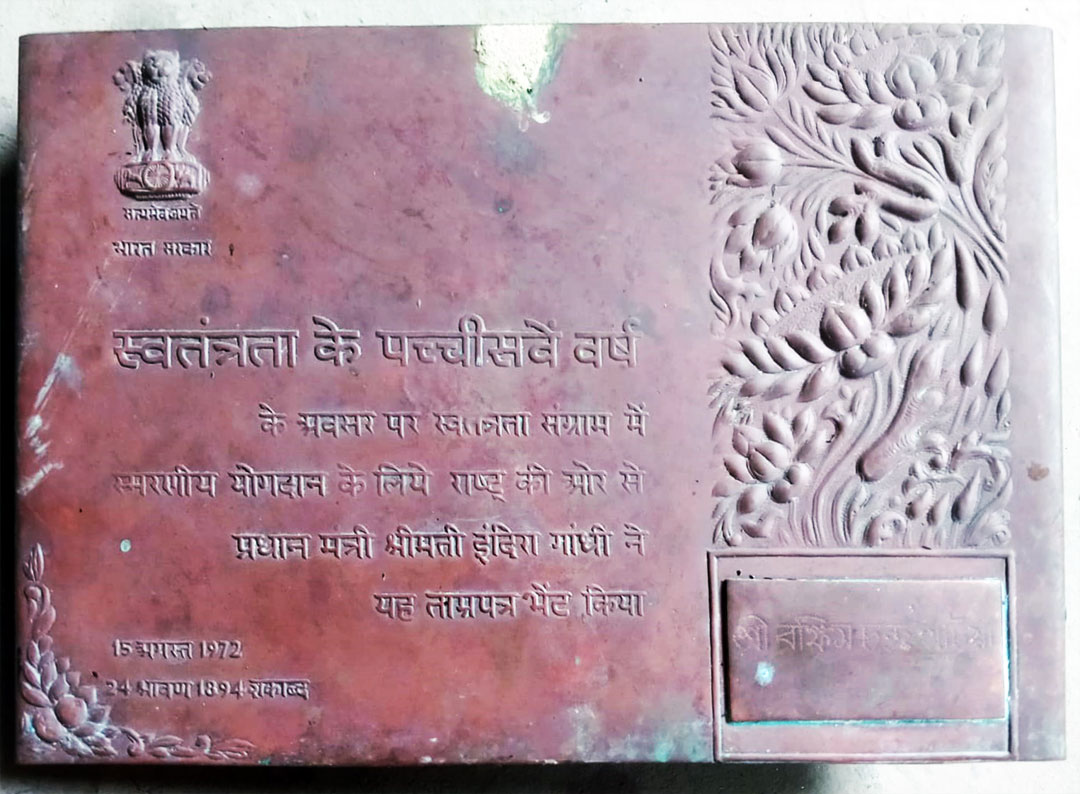 सत्यमेव जयते
भारत सरकार
स्वतंत्रता के पच्चीसवें वर्ष
के अवसर पर स्वतंत्रता संग्राम में
स्मरणीय योगदान के लिये राष्ट्र की ओर से
प्रधान मंत्री श्रीमती इंदिरा गांधी ने
यह ताम्रपत्र भेंट किया
15 अगस्त 1972
24 श्रावण 1894 शकाब्द
श्री बंकिम